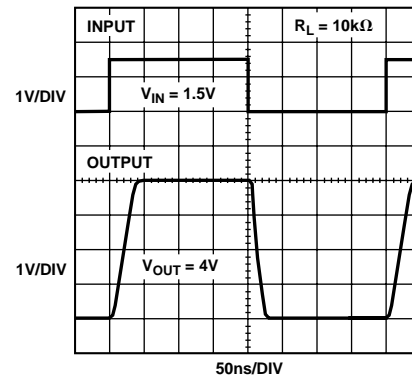 INPUT
R_L = 10kΩ
1V/DIV
V_IN = 1.5V
OUTPUT
1V/DIV
V_OUT = 4V
50ns/DIV